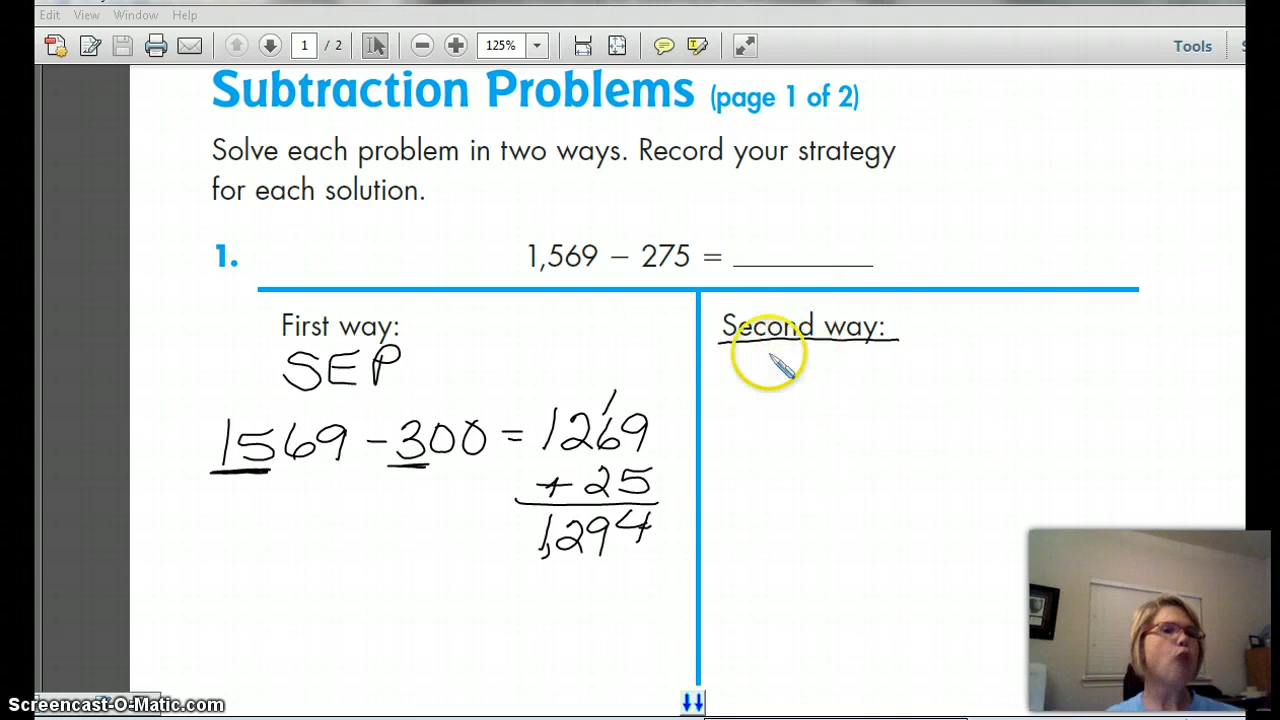 Edit View Window Help
1 / 2 125% Tools
Subtraction Problems (page 1 of 2)
Solve each problem in two ways. Record your strategy
for each solution.
1. 1,569 – 275 =
First way:
SEP
1569 - 300 = 1269
+ 25
1,294
Second way:
Screencast-O-Matic.com